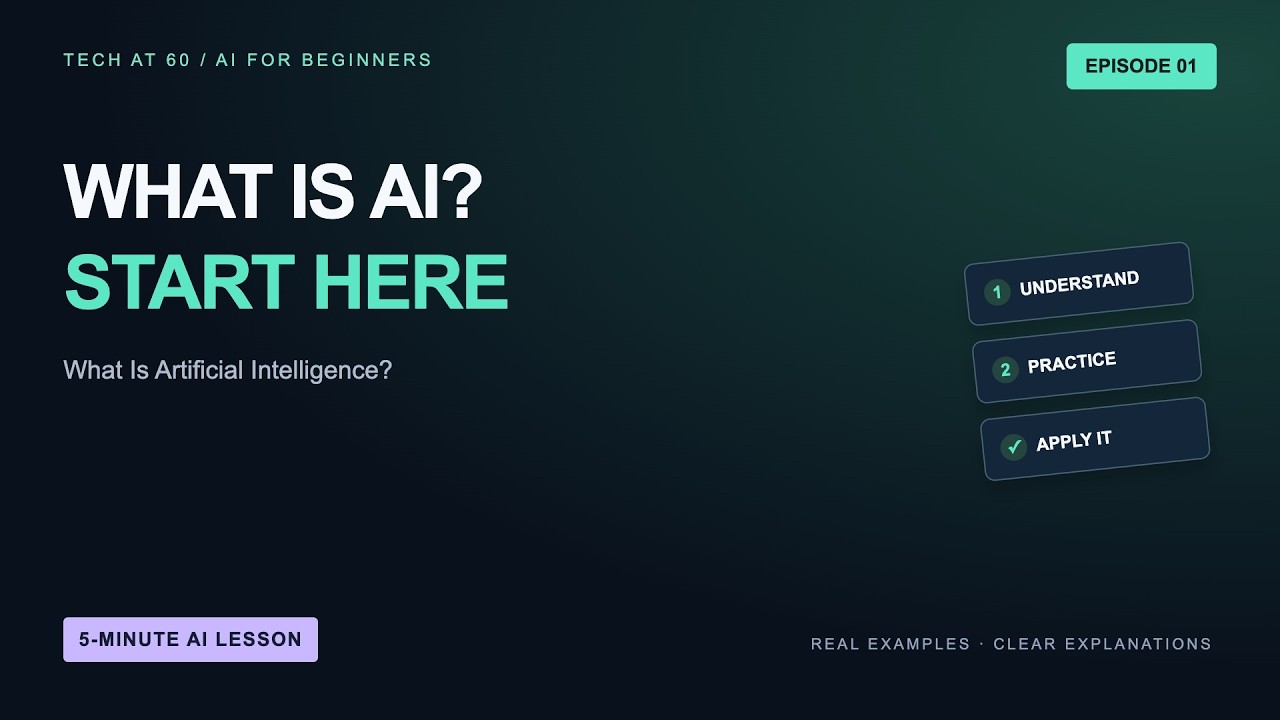 TECH AT 60 / AI FOR BEGINNERS
EPISODE 01
WHAT IS AI?
START HERE
What Is Artificial Intelligence?
1 UNDERSTAND
2 PRACTICE
✓ APPLY IT
5-MINUTE AI LESSON
REAL EXAMPLES · CLEAR EXPLANATIONS